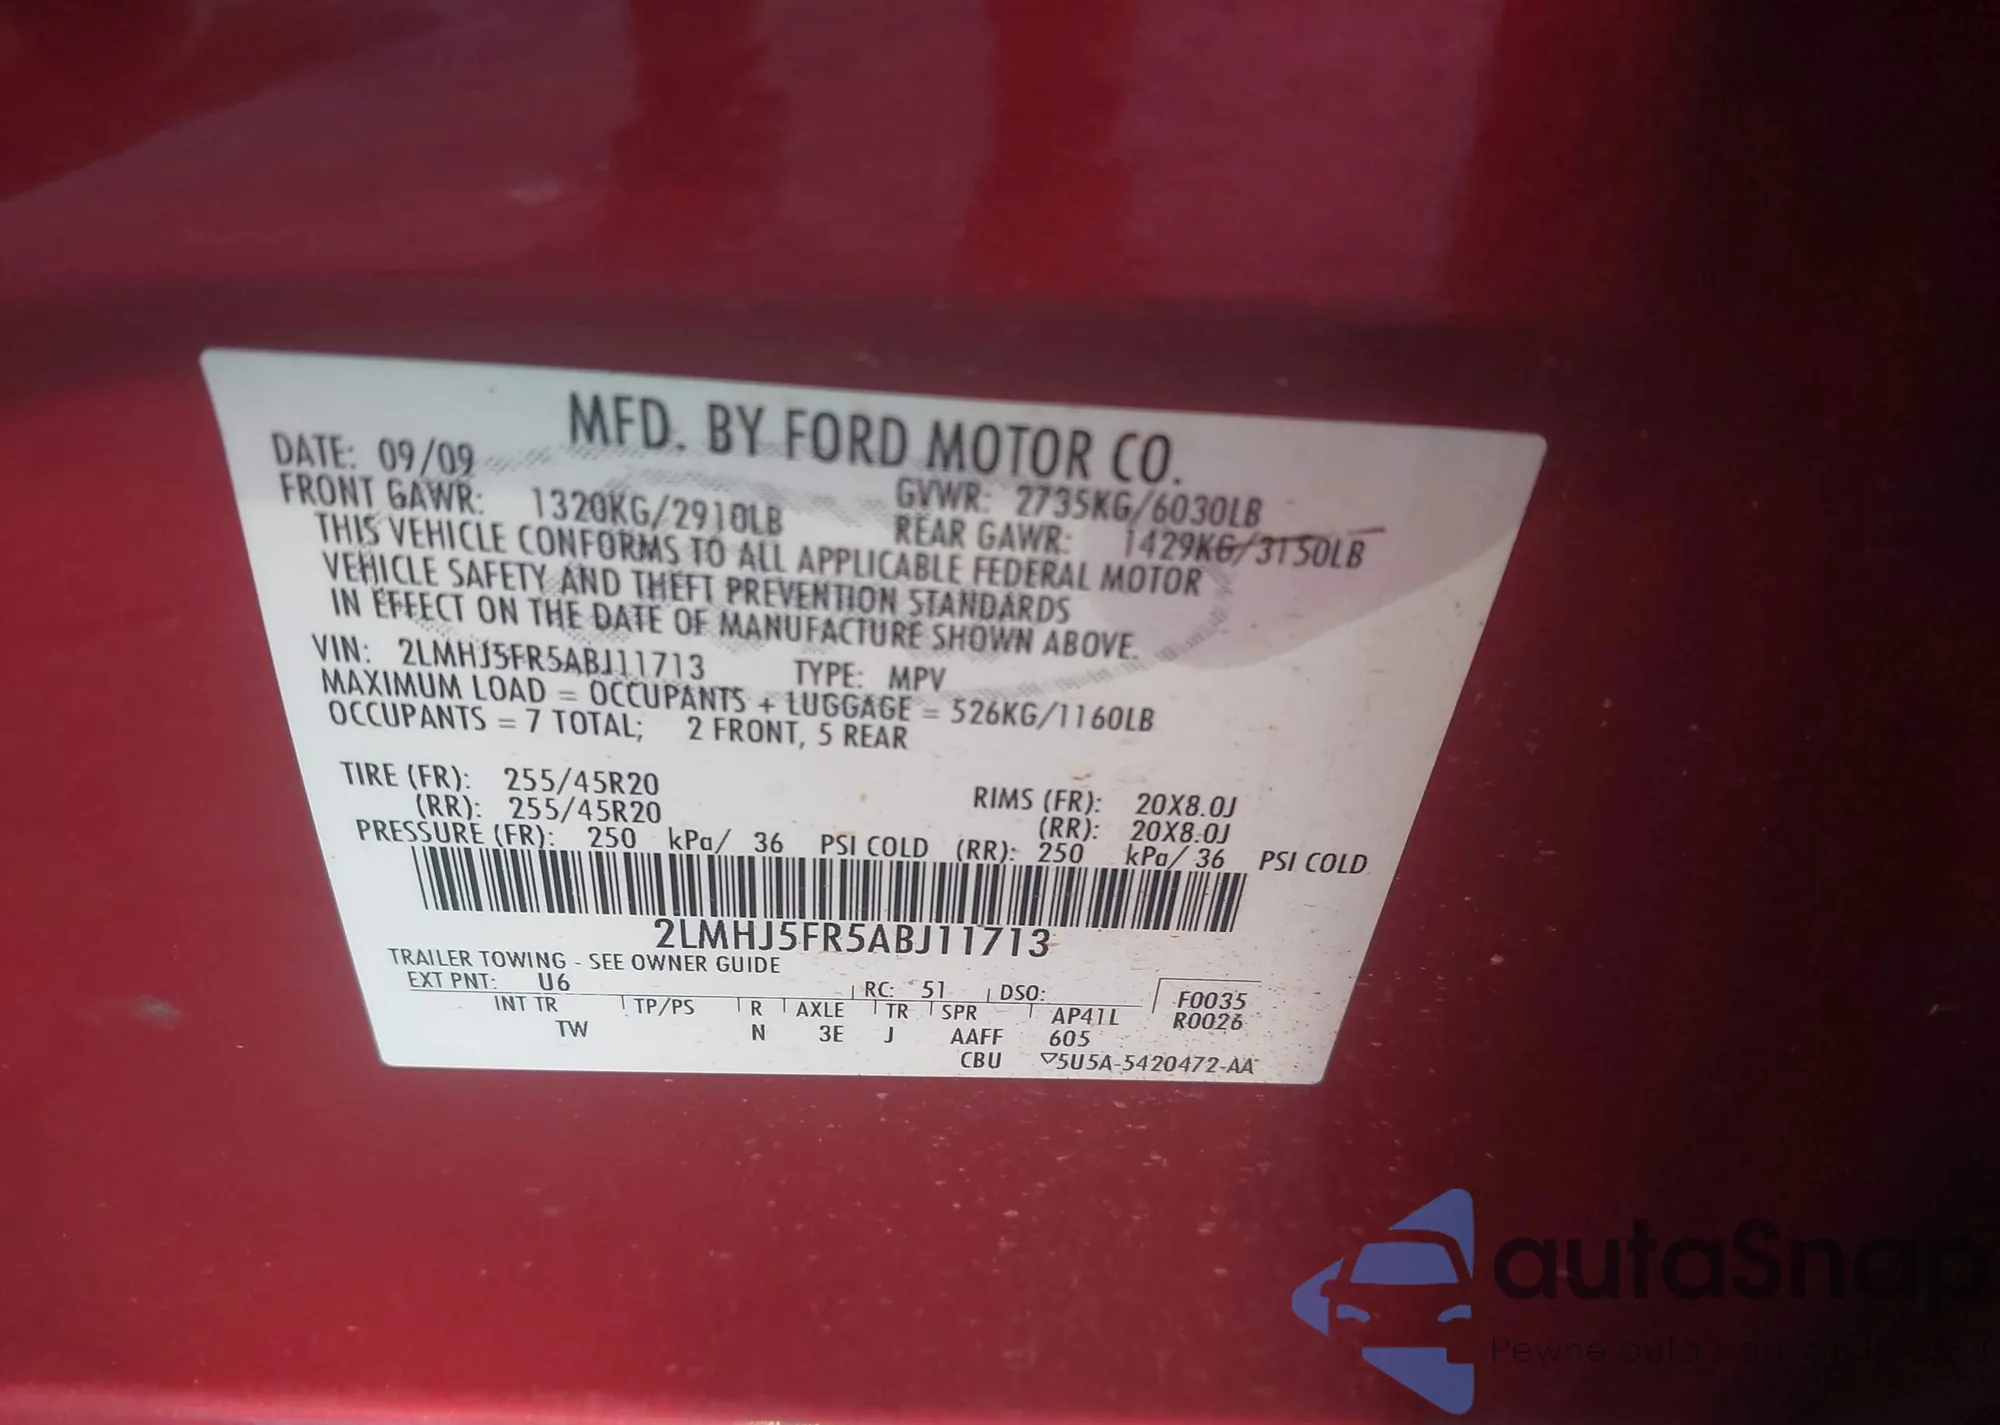 MFD. BY FORD MOTOR CO.
DATE: 09/09 GVWR: 2735KG/6030LB
FRONT GAWR: 1320KG/2910LB REAR GAWR: 1429KG/3150LB
THIS VEHICLE CONFORMS TO ALL APPLICABLE FEDERAL MOTOR
VEHICLE SAFETY AND THEFT PREVENTION STANDARDS
IN EFFECT ON THE DATE OF MANUFACTURE SHOWN ABOVE.
VIN: 2LMHJ5FR5ABJ11713 TYPE: MPV
MAXIMUM LOAD = OCCUPANTS + LUGGAGE = 526KG/1160LB
OCCUPANTS = 7 TOTAL; 2 FRONT, 5 REAR
TIRE (FR): 255/45R20 RIMS (FR): 20X8.0J
(RR): 255/45R20 (RR): 20X8.0J
PRESSURE (FR): 250 kPa/ 36 PSI COLD (RR): 250 kPa/ 36 PSI COLD
2LMHJ5FR5ABJ11713
TRAILER TOWING - SEE OWNER GUIDE
EXT PNT: U6 RC: 51 DSO: F0035
INT TR TP/PS R AXLE TR SPR AP41L R0026
TW N 3E J AAFF 605
CBU ▽5U5A-5420472-AA
autaSnap
Pewne auta z